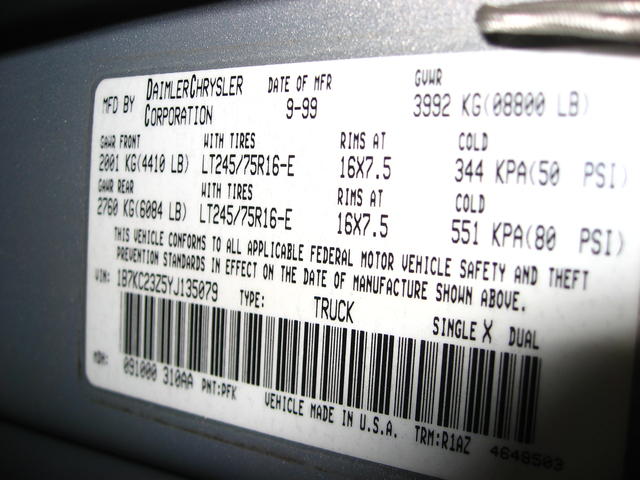 MFD BY DAIMLERCHRYSLER CORPORATION DATE OF MFR 9-99 GVWR 3992 KG(08800 LB)
GAWR FRONT WITH TIRES RIMS AT COLD
2001 KG(4410 LB) LT245/75R16-E 16X7.5 344 KPA(50 PSI)
GAWR REAR WITH TIRES RIMS AT COLD
2760 KG(6084 LB) LT245/75R16-E 16X7.5 551 KPA(80 PSI)
THIS VEHICLE CONFORMS TO ALL APPLICABLE FEDERAL MOTOR VEHICLE SAFETY AND THEFT
PREVENTION STANDARDS IN EFFECT ON THE DATE OF MANUFACTURE SHOWN ABOVE.
VIN: 1B7KC23Z5YJ135079 TYPE: TRUCK SINGLE X DUAL
MDH: 091000 310AA PNT:PFK VEHICLE MADE IN U.S.A. TRM:R1AZ 4648503